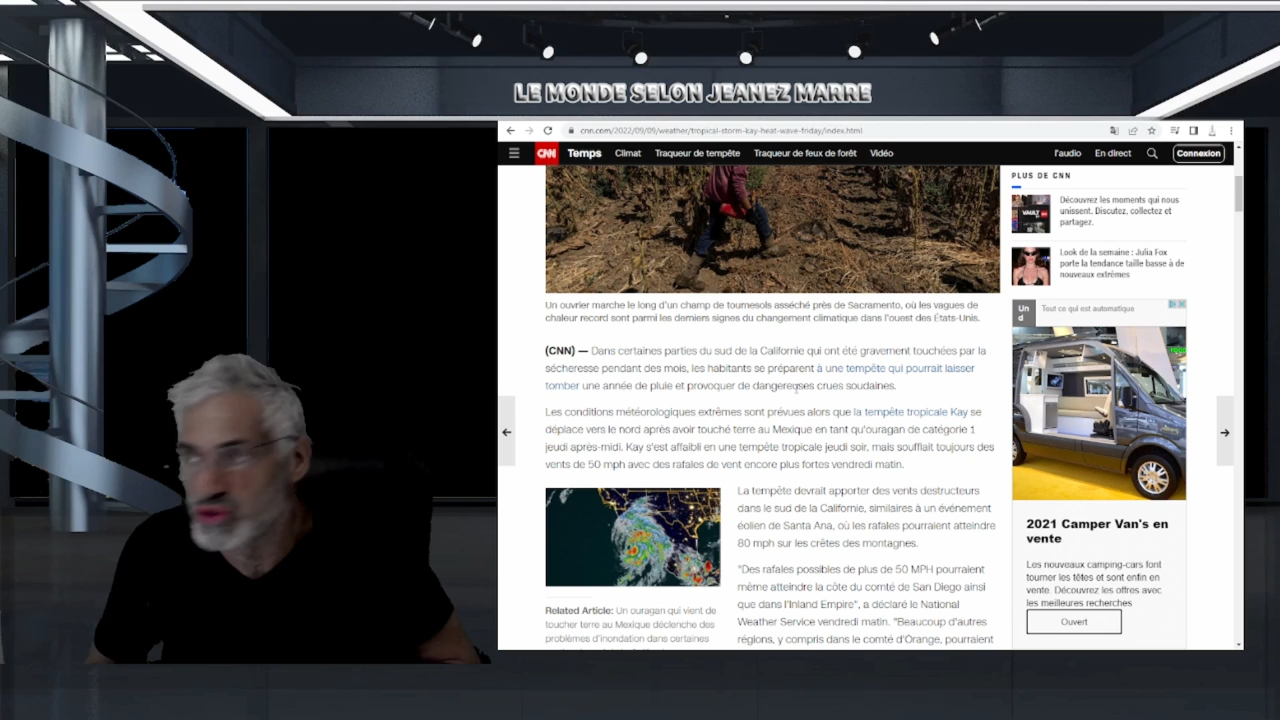 LE MONDE SELON JEANEZ MARRE
cnn.com/2022/09/09/weather/tropical-storm-kay-heat-wave-friday/index.html
CNN Temps Climat Traqueur de tempête Traqueur de feux de forêt Vidéo l'audio En direct Connexion
Un ouvrier marche le long d'un champ de tournesols asséché près de Sacramento, où les vagues de
chaleur record sont parmi les derniers signes du changement climatique dans l'ouest des États-Unis.
(CNN) — Dans certaines parties du sud de la Californie qui ont été gravement touchées par la
sécheresse pendant des mois, les habitants se préparent à une tempête qui pourrait laisser
tomber une année de pluie et provoquer de dangereuses crues soudaines.
Les conditions météorologiques extrêmes sont prévues alors que la tempête tropicale Kay se
déplace vers le nord après avoir touché terre au Mexique en tant qu'ouragan de catégorie 1
jeudi après-midi. Kay s'est affaibli en une tempête tropicale jeudi soir, mais soufflait toujours des
vents de 50 mph avec des rafales de vent encore plus fortes vendredi matin.
Related Article: Un ouragan qui vient de
toucher terre au Mexique déclenche des
problèmes d'inondation dans certaines
La tempête devrait apporter des vents destructeurs
dans le sud de la Californie, similaires à un événement
éolien de Santa Ana, où les rafales pourraient atteindre
80 mph sur les crêtes des montagnes.
"Des rafales possibles de plus de 50 MPH pourraient
même atteindre la côte du comté de San Diego ainsi
que dans l'Inland Empire", a déclaré le National
Weather Service vendredi matin. "Beaucoup d'autres
régions, y compris dans le comté d'Orange, pourraient
PLUS DE CNN
VAULT
Découvrez les moments qui nous
unissent. Discutez, collectez et
partagez.
Look de la semaine : Julia Fox
porte la tendance taille basse à de
nouveaux extrêmes
Un
d
Tout ce qui est automatique
2021 Camper Van's en
vente
Les nouveaux camping-cars font
tourner les têtes et sont enfin en
vente. Découvrez les offres avec
les meilleures recherches
Ouvert